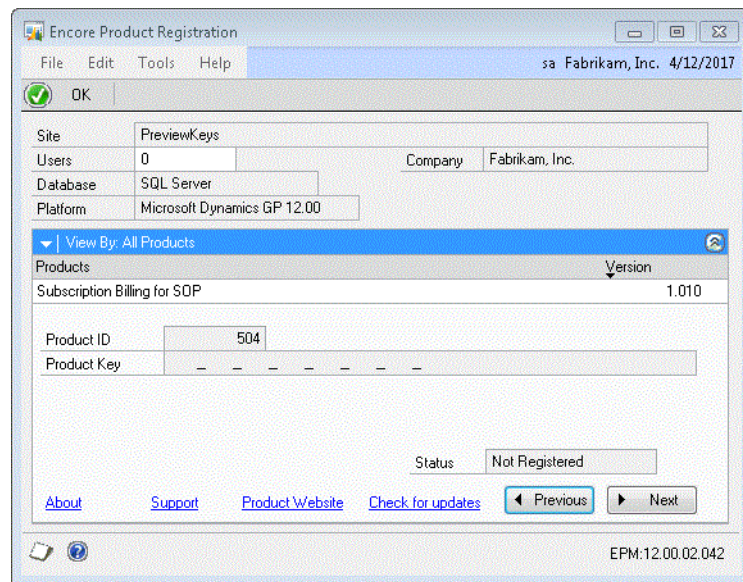 Encore Product Registration
File Edit Tools Help sa Fabrikam, Inc. 4/12/2017
OK
Site PreviewKeys
Users 0 Company Fabrikam, Inc.
Database SQL Server
Platform Microsoft Dynamics GP 12.00
View By: All Products
Products Version
Subscription Billing for SOP 1.010
Product ID 504
Product Key _ _ _ _ _ _ _
Status Not Registered
About Support Product Website Check for updates Previous Next
EPM:12.00.02.042